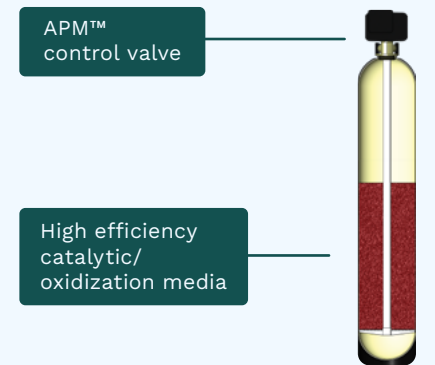 APM™
control valve
High efficiency
catalytic/
oxidization media